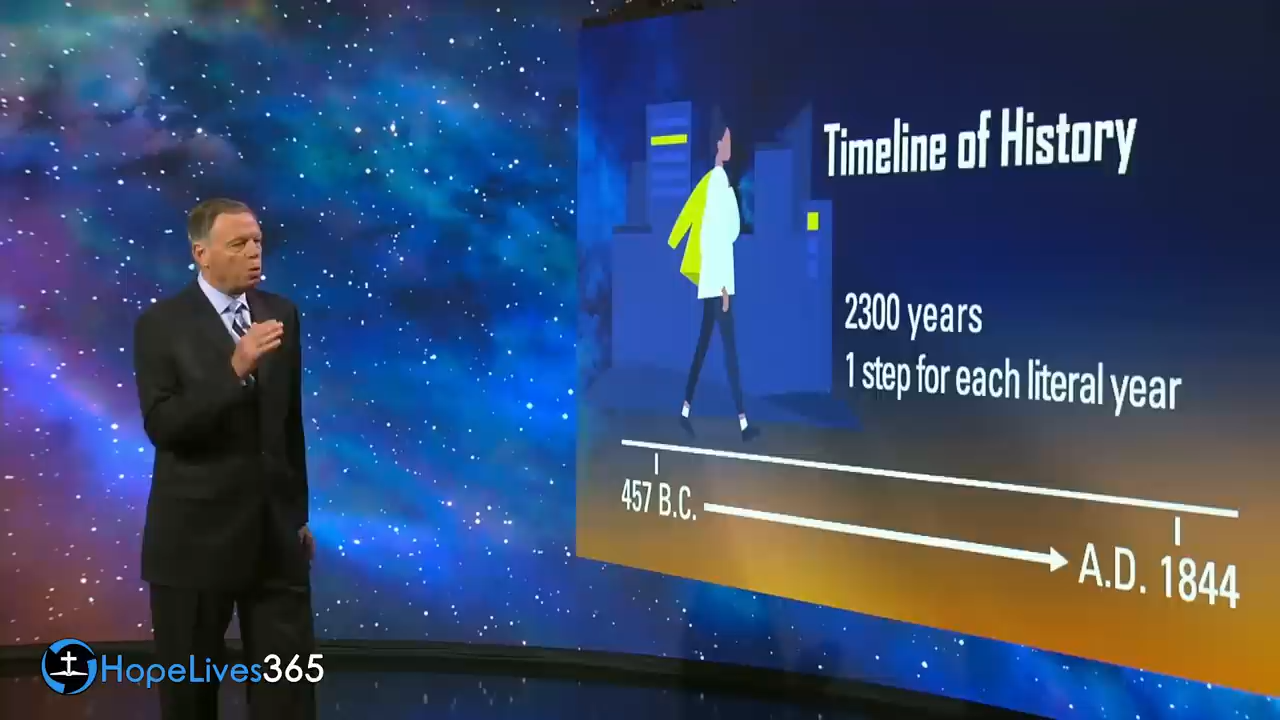 Timeline of History
2300 years
1 step for each literal year
457 B.C.
A.D. 1844
HopeLives365